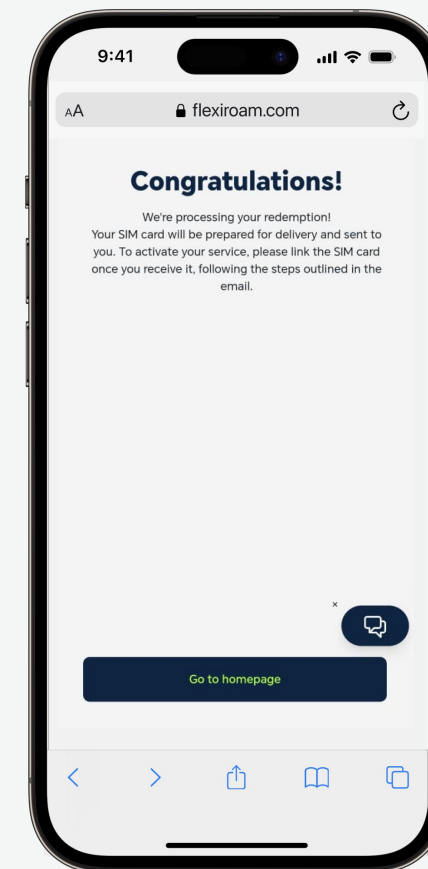 9:41
AA flexiroam.com
Congratulations!
We're processing your redemption!
Your SIM card will be prepared for delivery and sent to
you. To activate your service, please link the SIM card
once you receive it, following the steps outlined in the
email.
×
Go to homepage